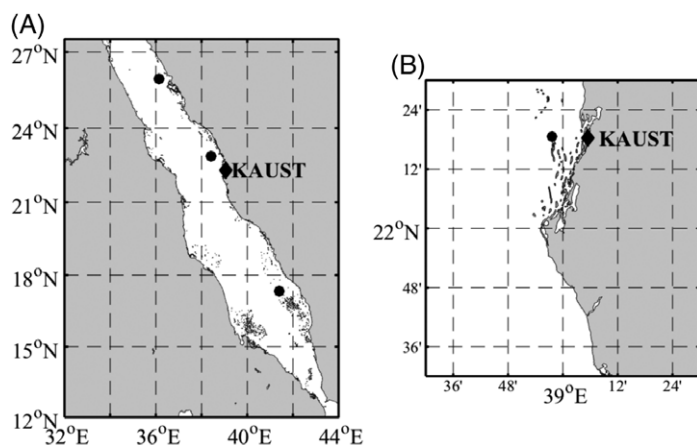 (A)
27°N
24°N
21°N
18°N
15°N
12°N
32°E 36°E 40°E 44°E
KAUST
(B)
24'
12'
22°N
48'
36'
36' 48' 39°E 12' 24'
KAUST